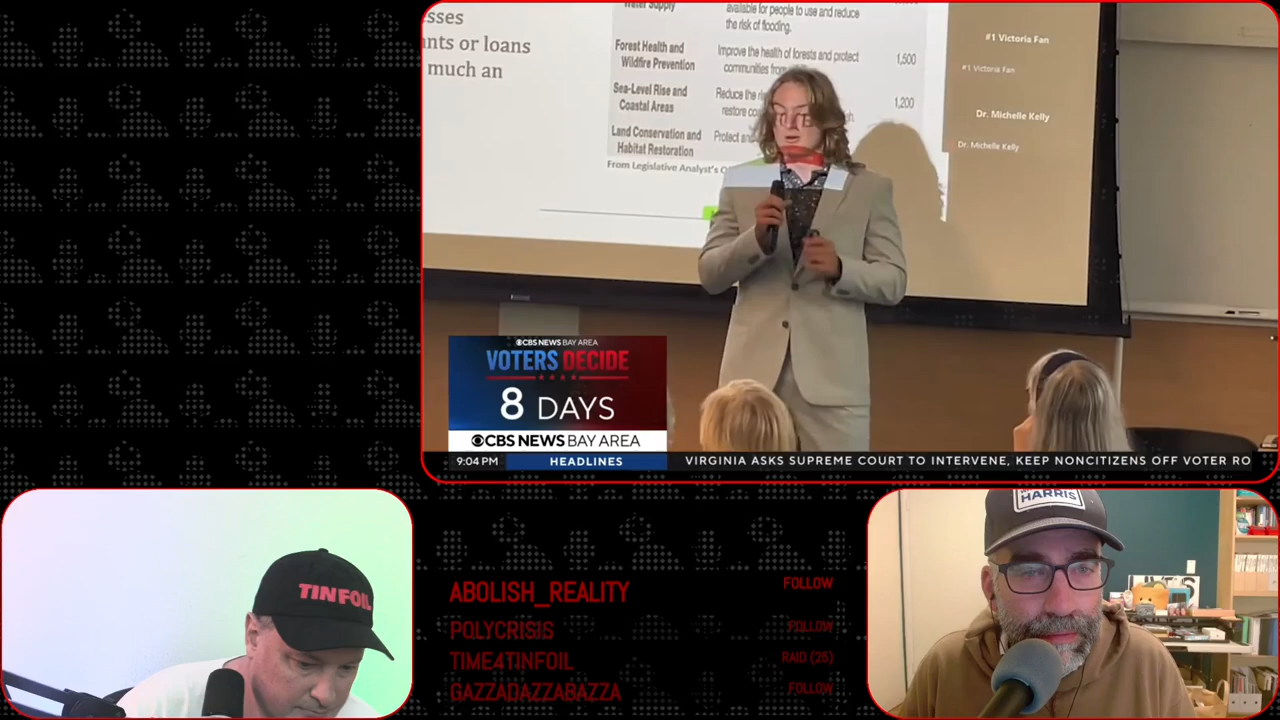 esses
nts or loans
much an
Water Supply
available for people to use and reduce
the risk of flooding.
Forest Health and
Wildfire Prevention
Improve the health of forests and protect
communities from
1,500
Sea-Level Rise and
Coastal Areas
Reduce the
restore
1,200
Land Conservation and
Habitat Restoration
Protect
From Legislative Analyst's
#1 Victoria Fan
#1 Victoria Fan
Dr. Michelle Kelly
Dr. Michelle Kelly
CBS NEWS BAY AREA
VOTERS DECIDE
8 DAYS
CBS NEWS BAY AREA
9:04 PM HEADLINES VIRGINIA ASKS SUPREME COURT TO INTERVENE, KEEP NONCITIZENS OFF VOTER RO
TINFOIL
HARRIS
ABOLISH_REALITY FOLLOW
POLYCRISIS FOLLOW
TIME4TINFOIL RAID (25)
GAZZADAZZABAZZA FOLLOW